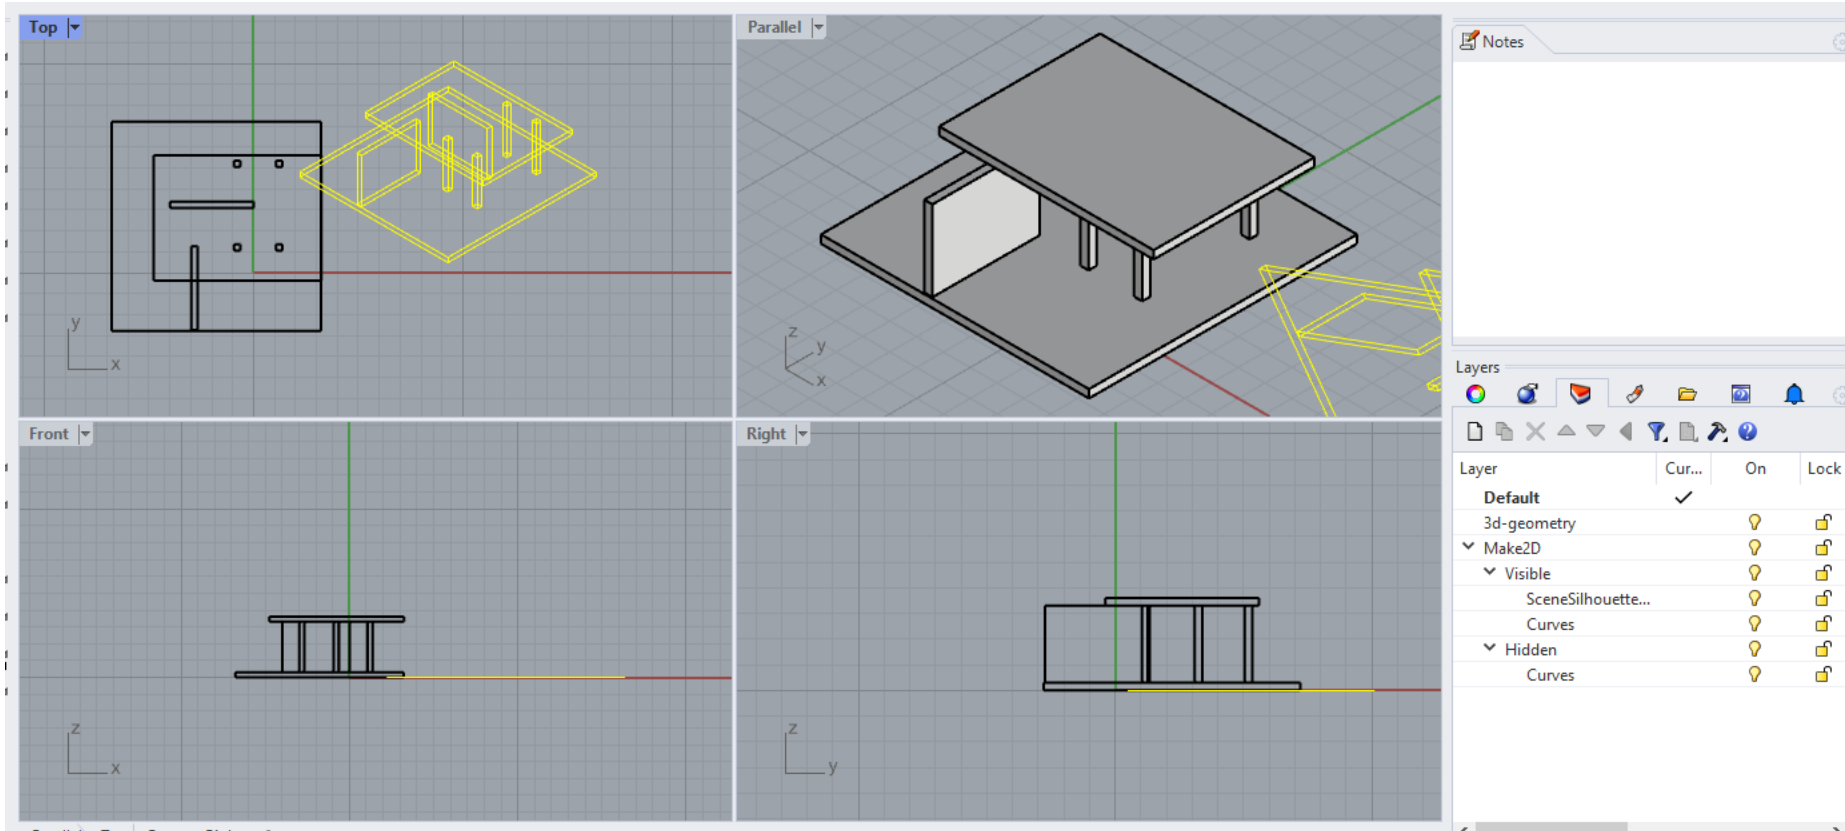 Top
Parallel
y
x
z
y
x
Front
Right
z
x
z
y
Notes
Layers
Layer Cur... On Lock
Default
3d-geometry
Make2D
Visible
SceneSilhouette...
Curves
Hidden
Curves